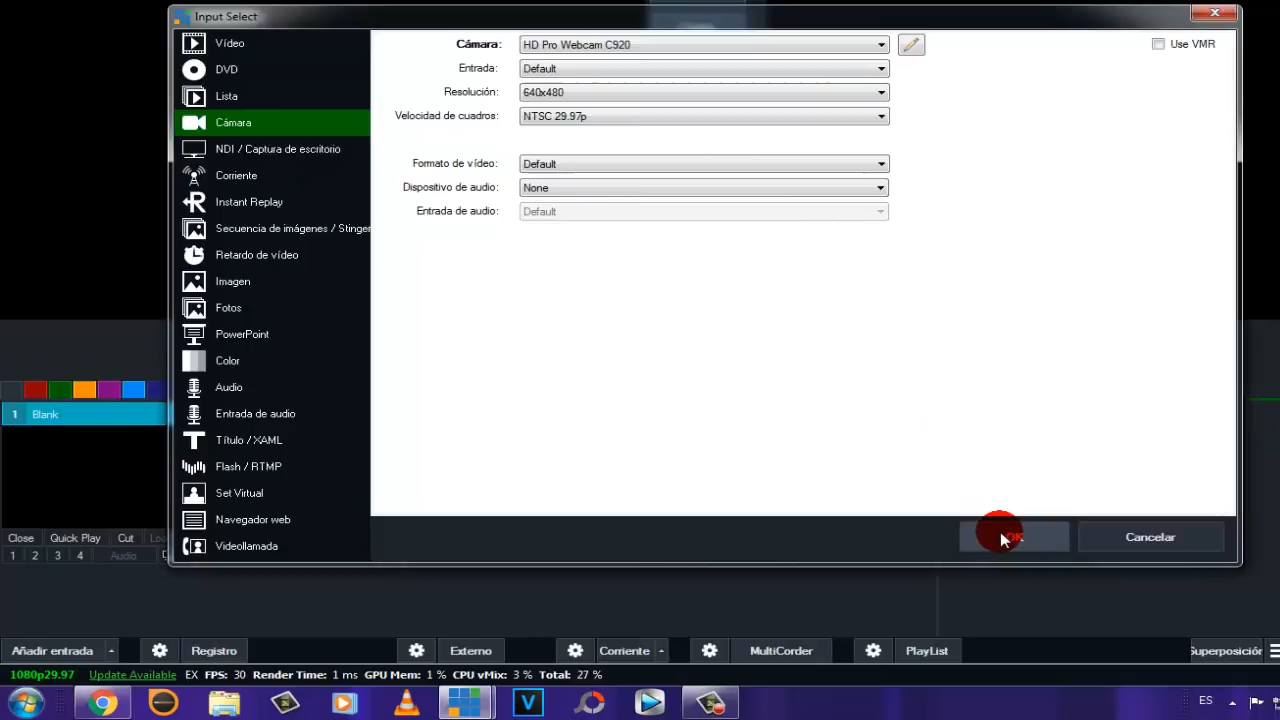 Input Select
Vídeo
DVD
Lista
Cámara
NDI / Captura de escritorio
Corriente
Instant Replay
Secuencia de imágenes / Stinger
Retardo de vídeo
Imagen
Fotos
PowerPoint
Color
Audio
Entrada de audio
Título / XAML
Flash / RTMP
Set Virtual
Navegador web
Videollamada
Cámara: HD Pro Webcam C920 Use VMR
Entrada: Default
Resolución: 640x480
Velocidad de cuadros: NTSC 29.97p
Formato de vídeo: Default
Dispositivo de audio: None
Entrada de audio: Default
OK Cancelar
1 Blank
Close Quick Play Cut
1 2 3 4 Audio
Añadir entrada Registro Externo Corriente MultiCorder PlayList Superposición
1080p29.97 Update Available EX FPS: 30 Render Time: 1 ms GPU Mem: 1 % CPU vMix: 3 % Total: 27 %
ES